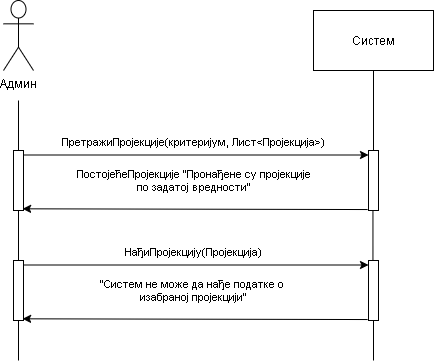 Систем
Админ
ПретражиПројекције(критеријум, Лист<Пројекција>)
ПостојећеПројекције "Пронађене су пројекције
по задатој вредности"
НађиПројекцију(Пројекција)
"Систем не може да нађе податке о
изабраној пројекцији"